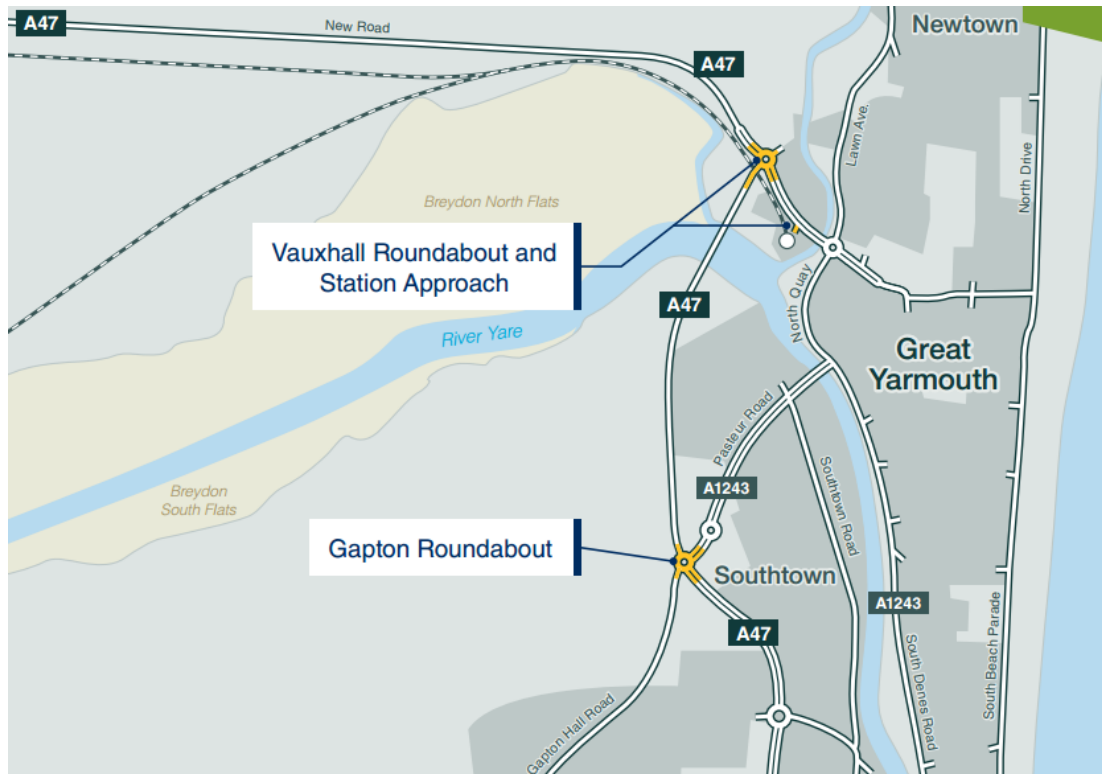 A47
New Road
Newtown
A47
Lawn Ave.
North Drive
Breydon North Flats
Vauxhall Roundabout and
Station Approach
A47
North Quay
River Yare
Great
Yarmouth
Pasteur Road
A1243
Southtown Road
Breydon
South Flats
Gapton Roundabout
Southtown
A1243
A47
South Denes Road
South Beach Parade
Gapton Hall Road